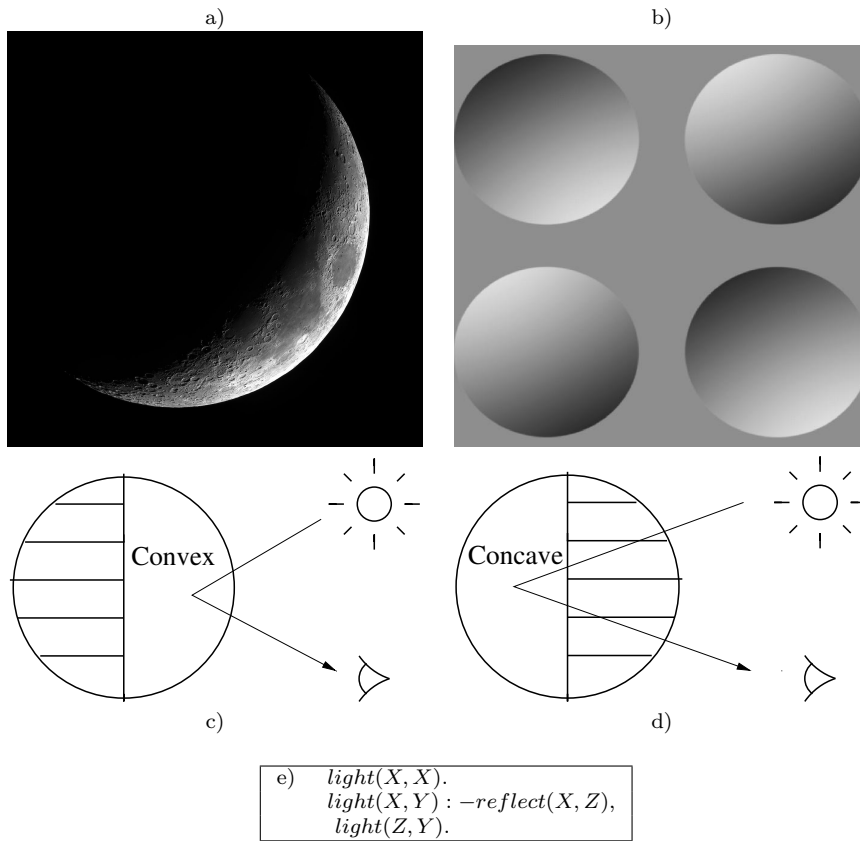 a)
b)
Convex
Concave
c)
d)
e) light(X, X).
light(X, Y) : −reflect(X, Z),
light(Z, Y).